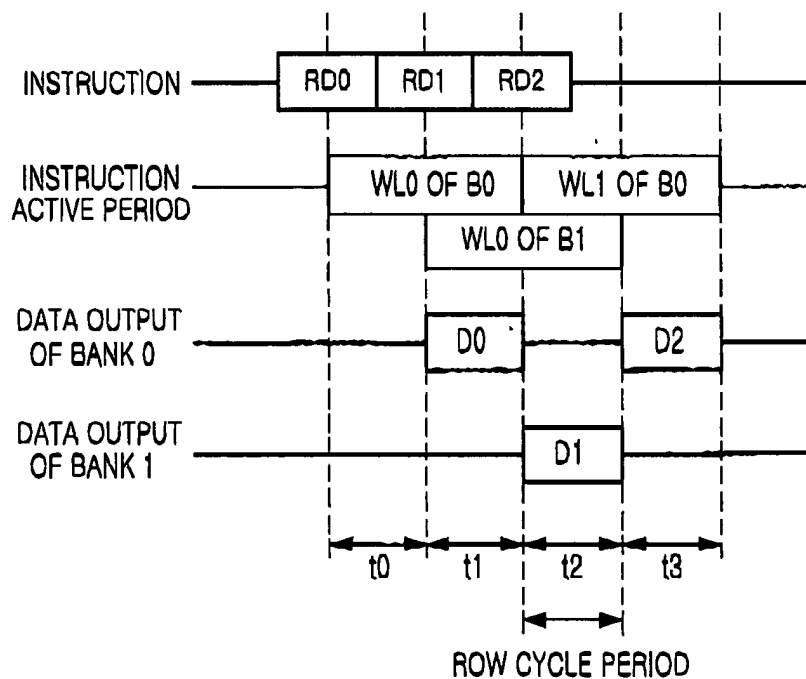 INSTRUCTION
RD0 RD1 RD2
INSTRUCTION
ACTIVE PERIOD
WL0 OF B0 WL1 OF B0
WL0 OF B1
DATA OUTPUT
OF BANK 0
D0 D2
DATA OUTPUT
OF BANK 1
D1
t0 t1 t2 t3
ROW CYCLE PERIOD